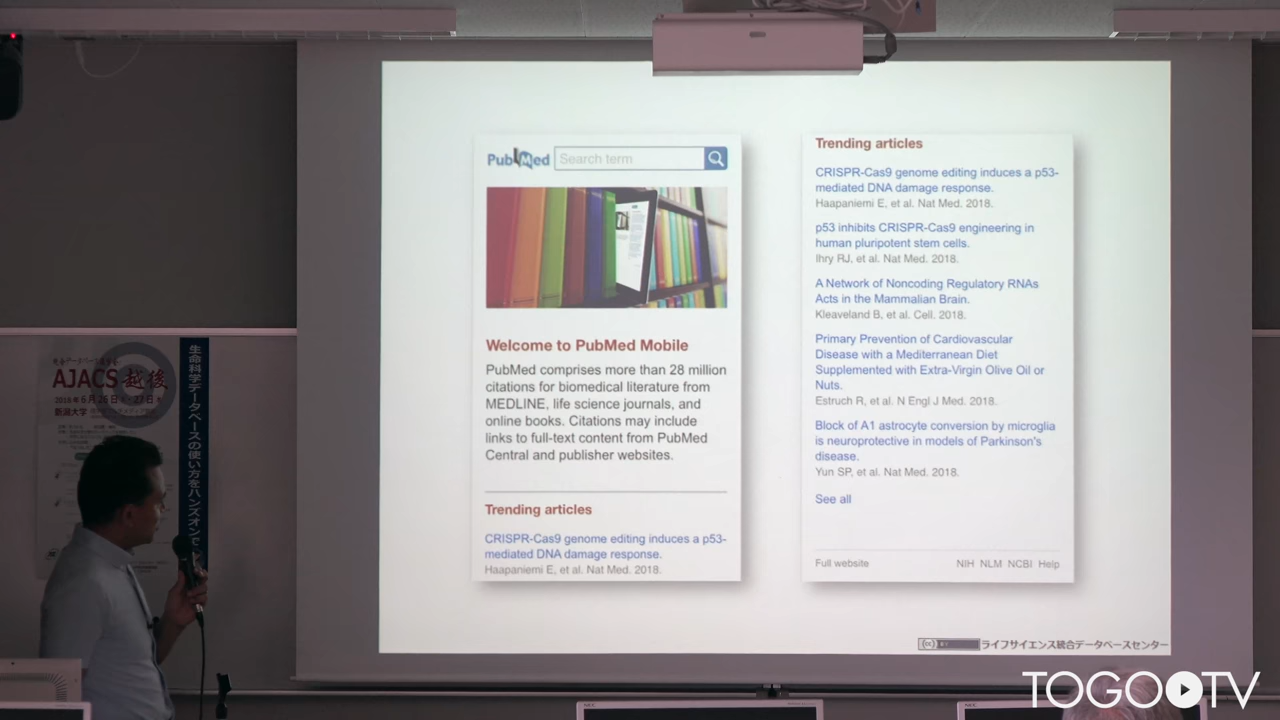 PubMed
Search term
Welcome to PubMed Mobile
PubMed comprises more than 28 million
citations for biomedical literature from
MEDLINE, life science journals, and
online books. Citations may include
links to full-text content from PubMed
Central and publisher websites.
Trending articles
CRISPR-Cas9 genome editing induces a p53-
mediated DNA damage response.
Haapaniemi E, et al. Nat Med. 2018.
Trending articles
CRISPR-Cas9 genome editing induces a p53-
mediated DNA damage response.
Haapaniemi E, et al. Nat Med. 2018.
p53 inhibits CRISPR-Cas9 engineering in
human pluripotent stem cells.
Ihry RJ, et al. Nat Med. 2018.
A Network of Noncoding Regulatory RNAs
Acts in the Mammalian Brain.
Kleaveland B, et al. Cell. 2018.
Primary Prevention of Cardiovascular
Disease with a Mediterranean Diet
Supplemented with Extra-Virgin Olive Oil or
Nuts.
Estruch R, et al. N Engl J Med. 2018.
Block of A1 astrocyte conversion by microglia
is neuroprotective in models of Parkinson's
disease.
Yun SP, et al. Nat Med. 2018.
See all
Full website
NIH NLM NCBI Help
ライフサイエンス統合データベースセンター
AJACS越後
新潟大学
生命科学データベースの使い方をハンズオンで
NEC
NEC
TOGOTV